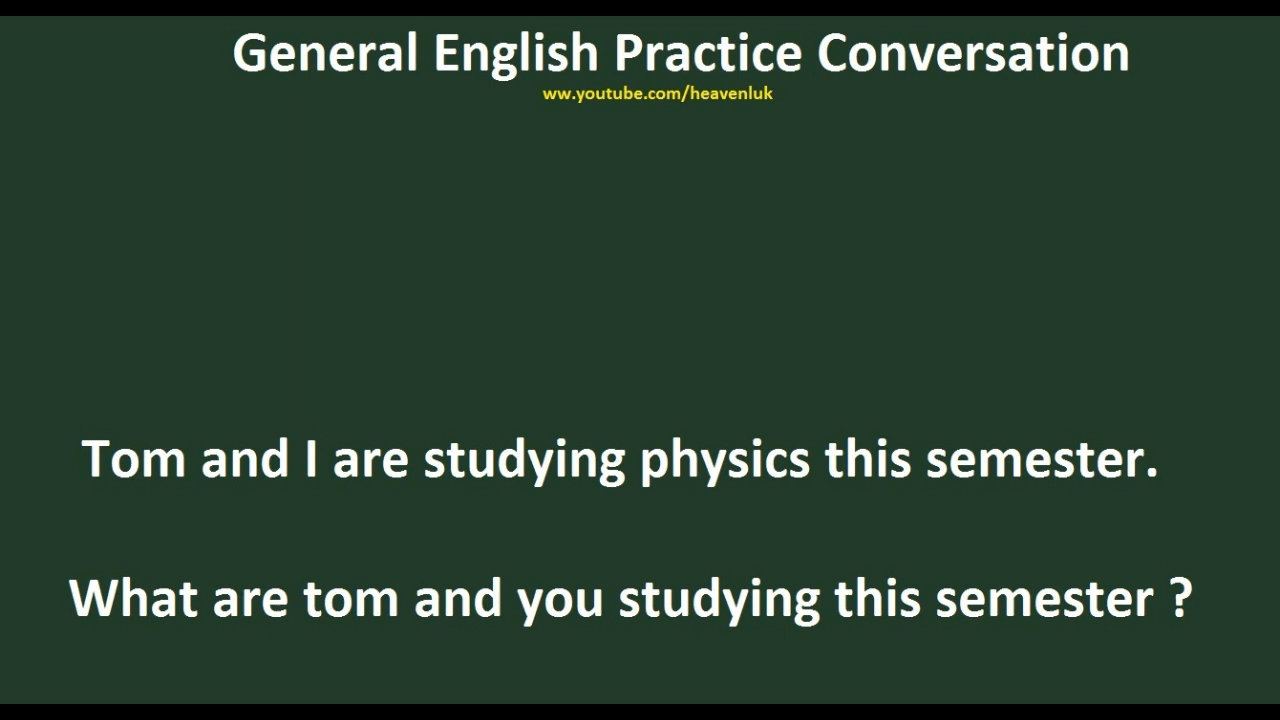 General English Practice Conversation
ww.youtube.com/heavenluk
Tom and I are studying physics this semester.
What are tom and you studying this semester ?